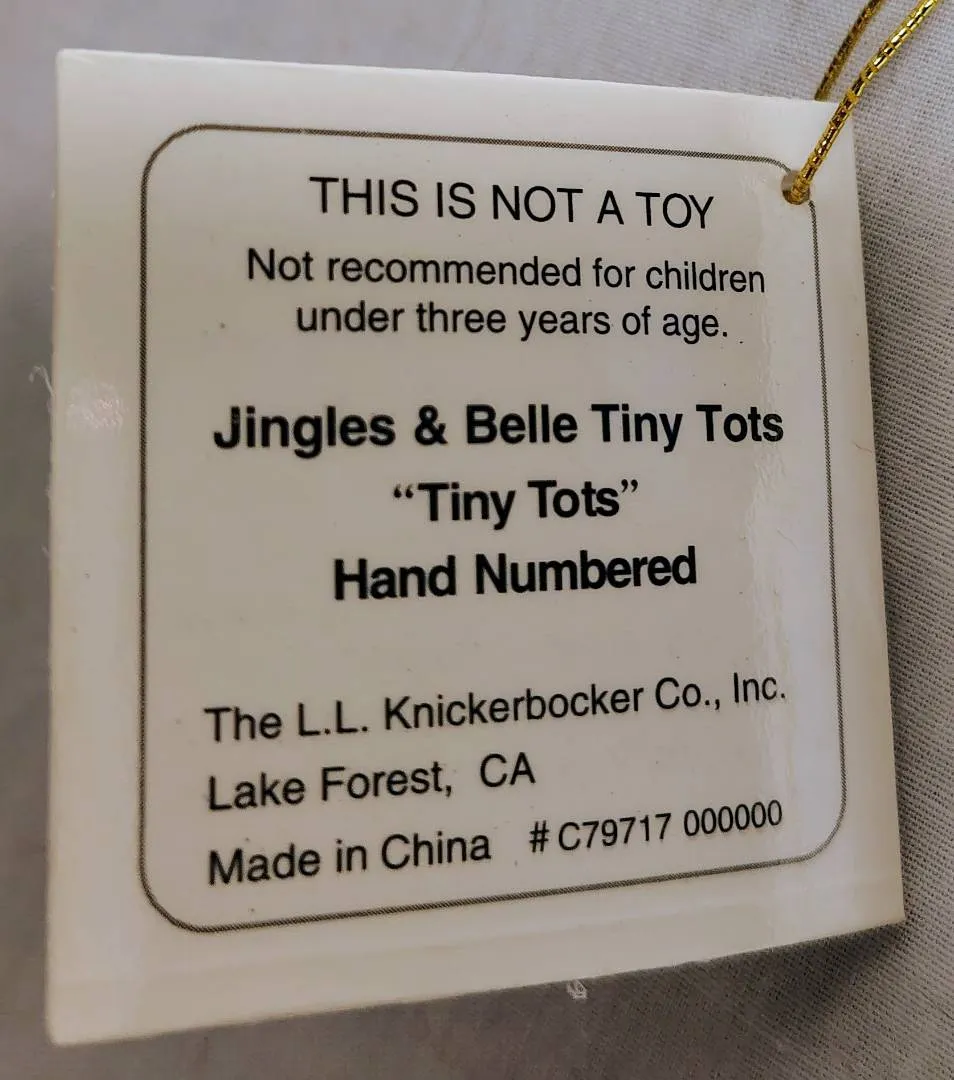 THIS IS NOT A TOY
Not recommended for children
under three years of age.
Jingles & Belle Tiny Tots
“Tiny Tots”
Hand Numbered
The L.L. Knickerbocker Co., Inc.
Lake Forest, CA
Made in China # C79717 000000